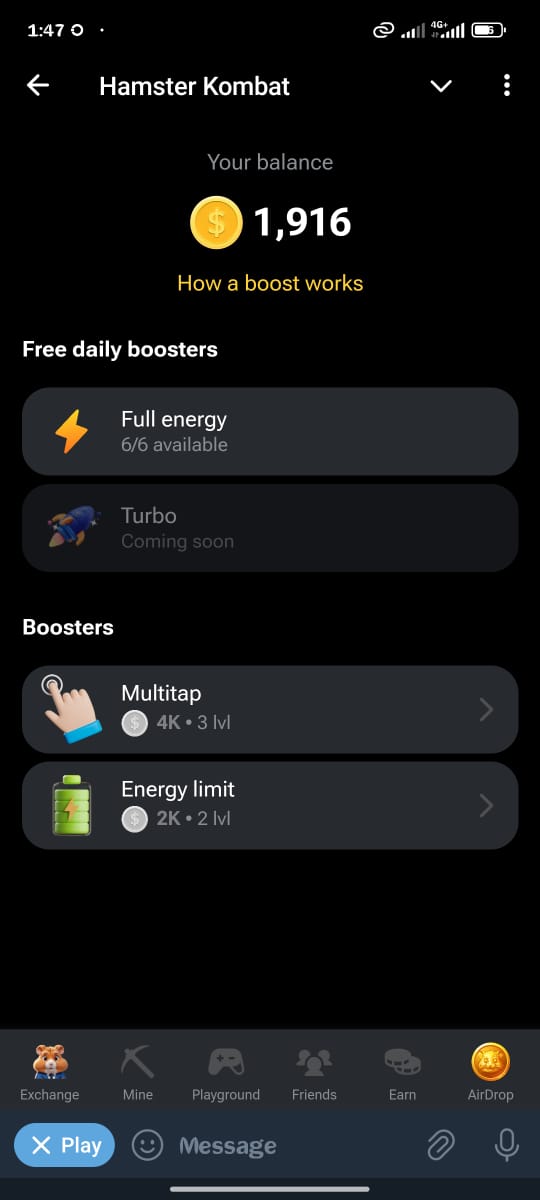 1:47
4G+
Hamster Kombat
Your balance
1,916
How a boost works
Free daily boosters
Full energy
6/6 available
Turbo
Coming soon
Boosters
Multitap
4K • 3 lvl
Energy limit
2K • 2 lvl
Exchange Mine Playground Friends Earn AirDrop
Play Message